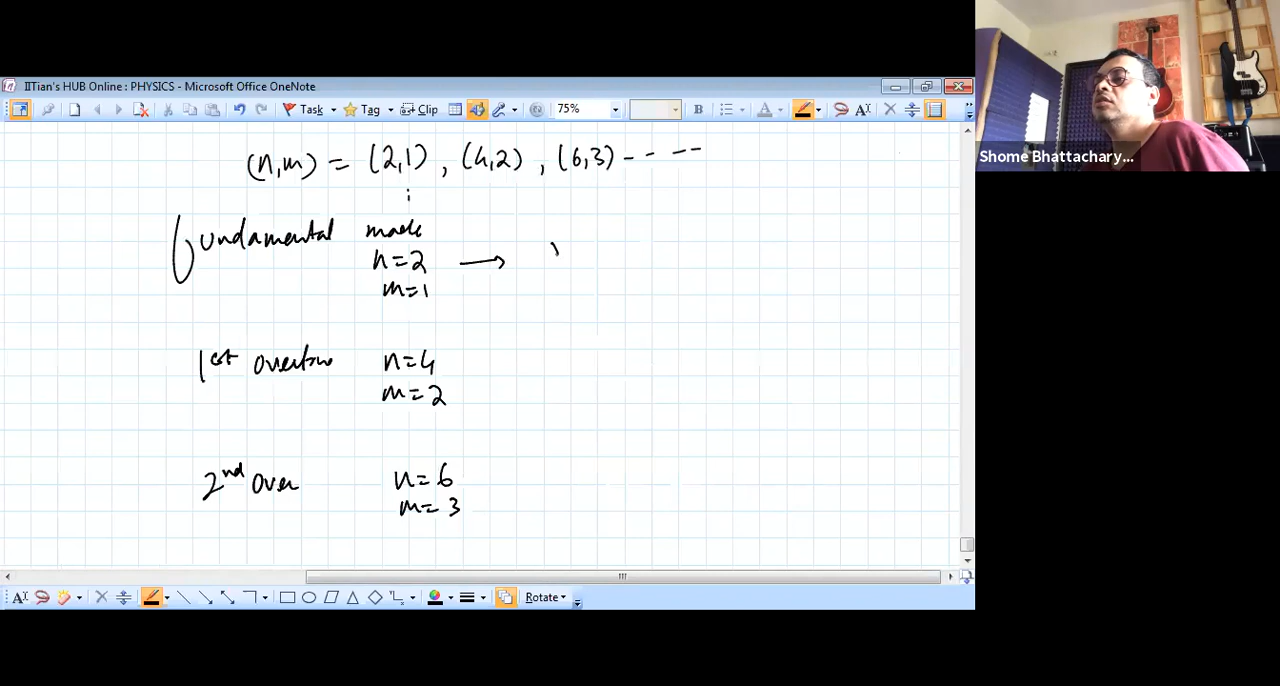 IITian's HUB Online : PHYSICS - Microsoft Office OneNote
Task Tag Clip 75% B A A
(n,m) = (2,1), (4,2), (6,3) - - - -
fundamental mode
n=2 →
m=1
1st overtone n=4
m=2
2nd over n=6
m=3
Shome Bhattachary...
Rotate